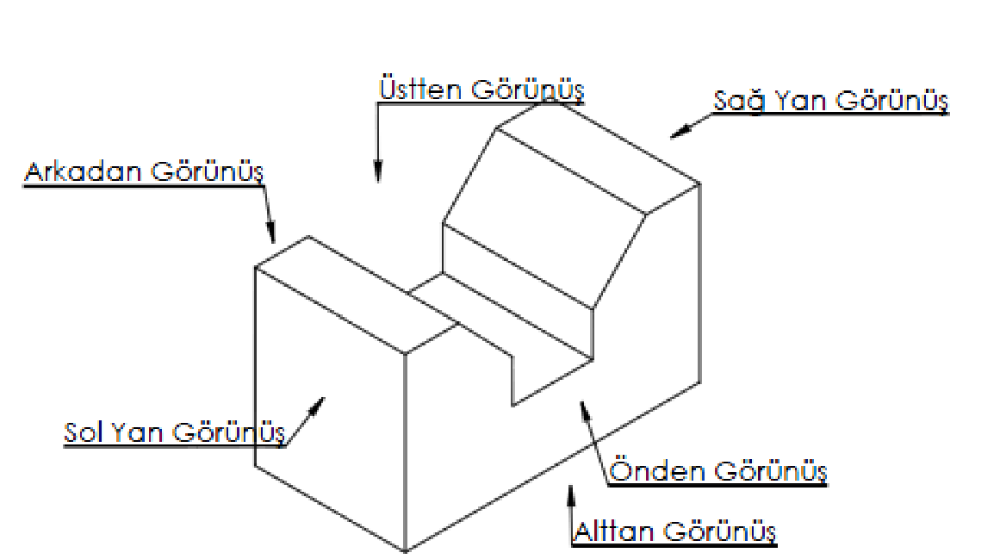 Üstten Görünüş
Sağ Yan Görünüş
Arkadan Görünüş
Sol Yan Görünüş
Önden Görünüş
Alttan Görünüş